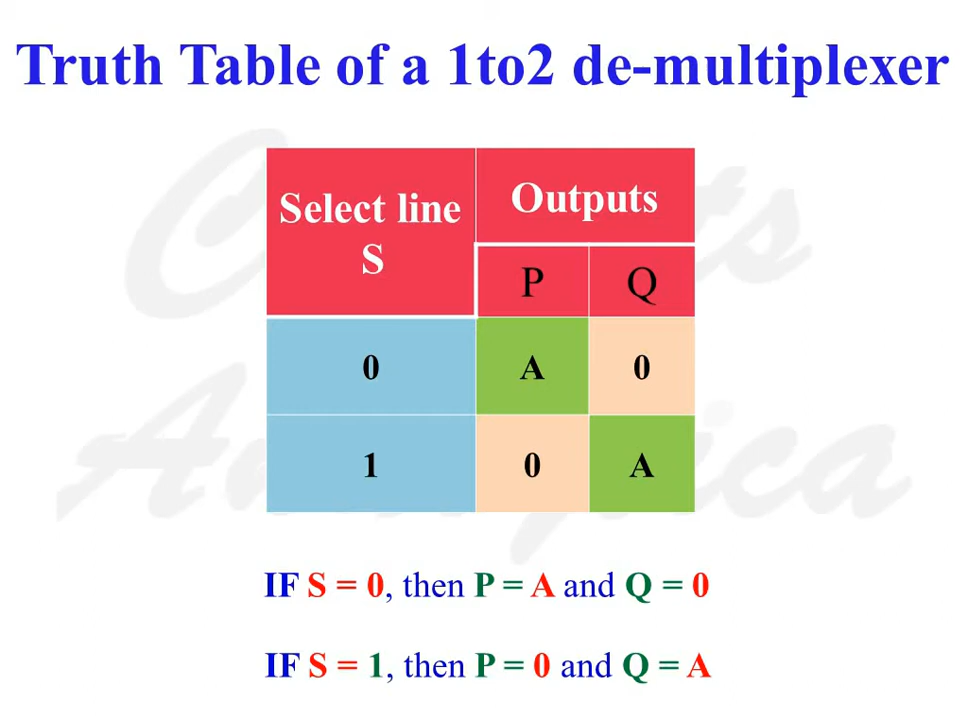 Truth Table of a 1to2 de-multiplexer
Select line
S
Outputs
P Q
0 A 0
1 0 A
IF S = 0, then P = A and Q = 0
IF S = 1, then P = 0 and Q = A